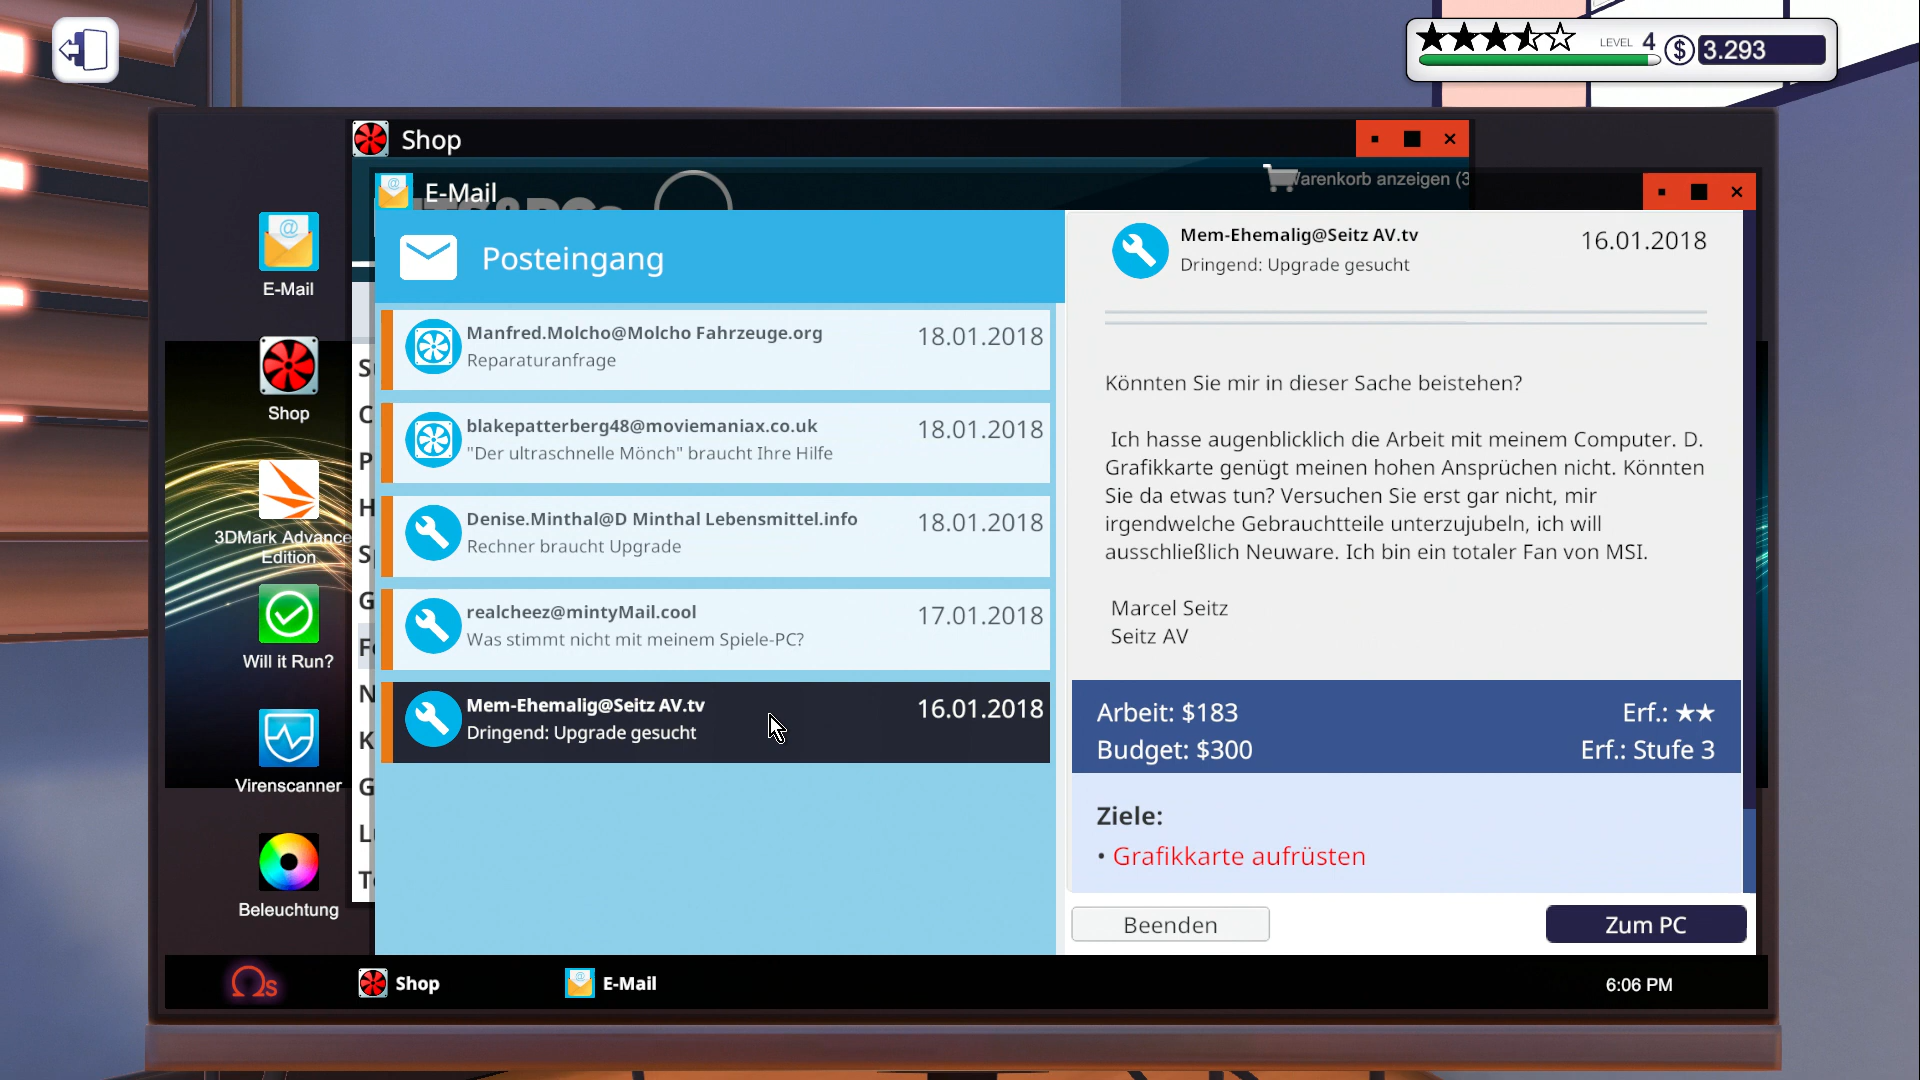 LEVEL 4
3.293
Shop
Warenkorb anzeigen (3
E-Mail
Posteingang
Manfred.Molcho@Molcho Fahrzeuge.org
18.01.2018
Reparaturanfrage
blakepatterberg48@moviemaniax.co.uk
18.01.2018
"Der ultraschnelle Mönch" braucht Ihre Hilfe
Denise.Minthal@D Minthal Lebensmittel.info
18.01.2018
Rechner braucht Upgrade
realcheez@mintyMail.cool
17.01.2018
Was stimmt nicht mit meinem Spiele-PC?
Mem-Ehemalig@Seitz AV.tv
16.01.2018
Dringend: Upgrade gesucht
Mem-Ehemalig@Seitz AV.tv
16.01.2018
Dringend: Upgrade gesucht
Könnten Sie mir in dieser Sache beistehen?
Ich hasse augenblicklich die Arbeit mit meinem Computer. D.
Grafikkarte genügt meinen hohen Ansprüchen nicht. Könnten
Sie da etwas tun? Versuchen Sie erst gar nicht, mir
irgendwelche Gebrauchtteile unterzujubeln, ich will
ausschließlich Neuware. Ich bin ein totaler Fan von MSI.
Marcel Seitz
Seitz AV
Arbeit: $183
Erf.: ★★
Budget: $300
Erf.: Stufe 3
Ziele:
• Grafikkarte aufrüsten
Beenden
Zum PC
E-Mail
Shop
3DMark Advance
Edition
Will it Run?
Virenscanner
Beleuchtung
Ωs
Shop
E-Mail
6:06 PM